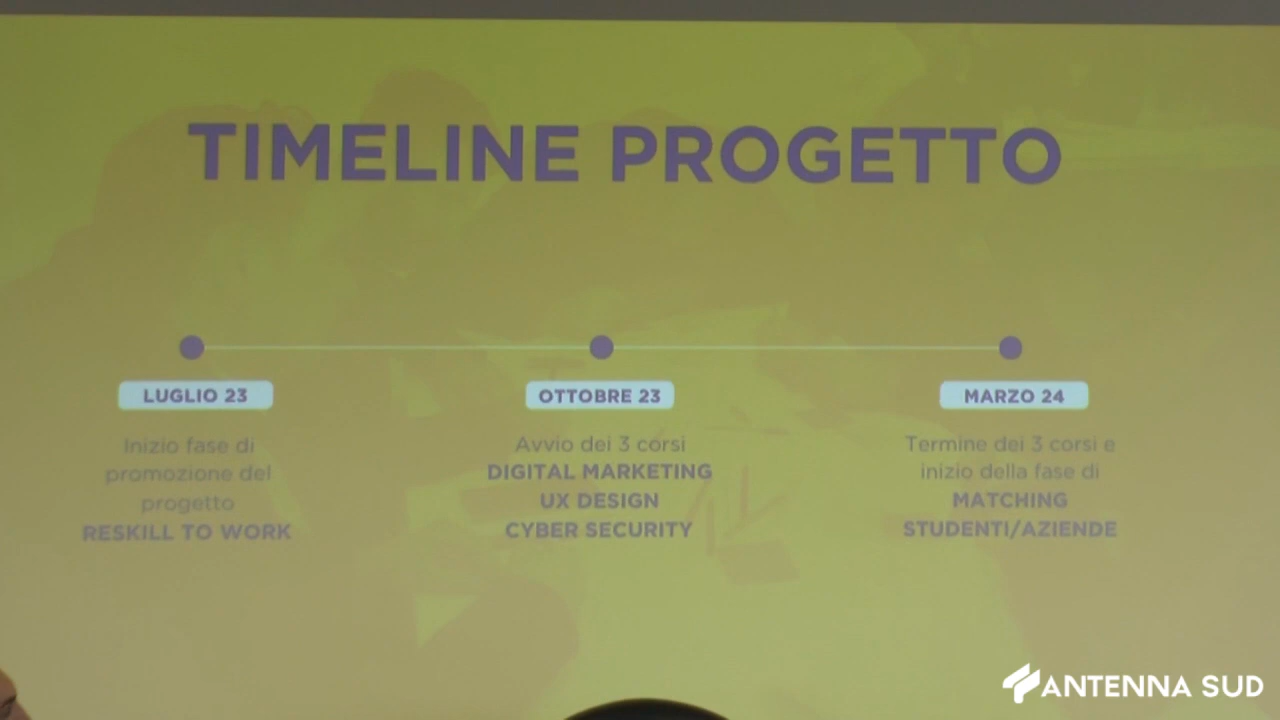 TIMELINE PROGETTO
LUGLIO 23
Inizio fase di
promozione del
progetto
RESKILL TO WORK
OTTOBRE 23
Avvio dei 3 corsi
DIGITAL MARKETING
UX DESIGN
CYBER SECURITY
MARZO 24
Termine dei 3 corsi e
inizio della fase di
MATCHING
STUDENTI/AZIENDE
ANTENNA SUD